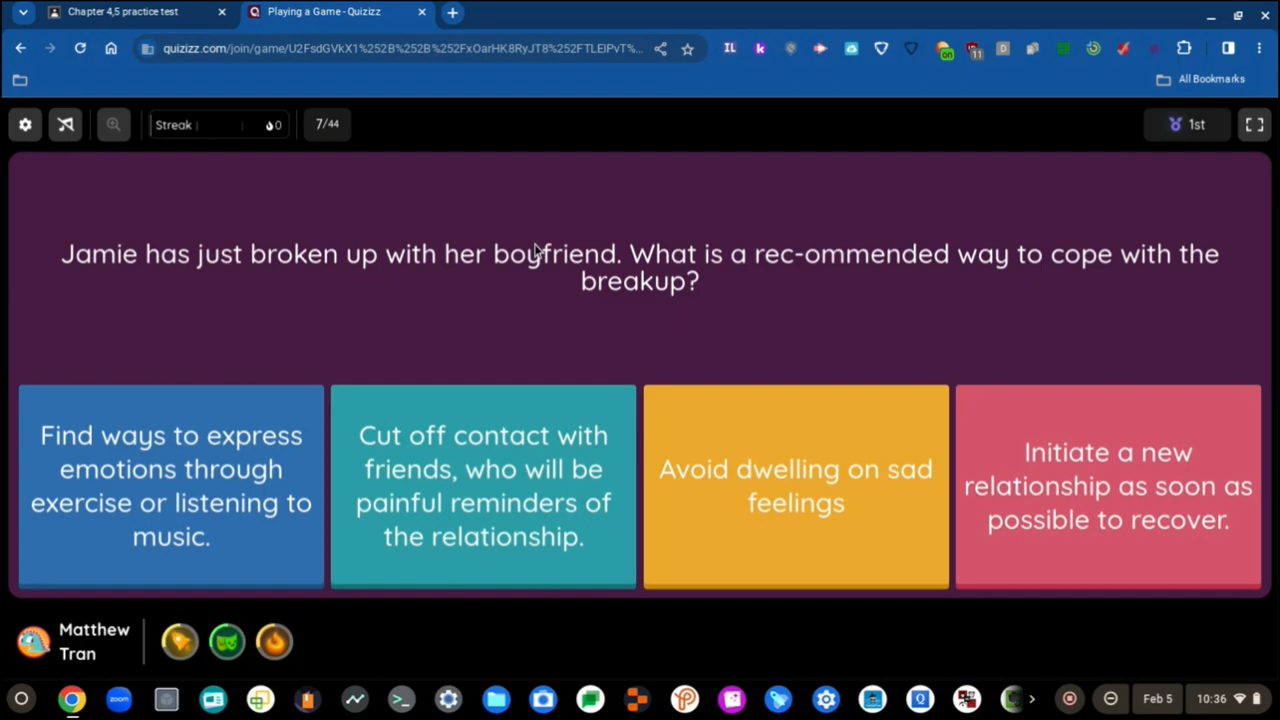 Chapter 4,5 practice test
Playing a Game - Quizizz
quizizz.com/join/game/U2FsdGVkX1%252B%252B%252FxOarHK8RyJT8%252FTLEIPvT%...
on
11
All Bookmarks
Streak
0
7/44
1st
Jamie has just broken up with her boyfriend. What is a rec-ommended way to cope with the
breakup?
Find ways to express
emotions through
exercise or listening to
music.
Cut off contact with
friends, who will be
painful reminders of
the relationship.
Avoid dwelling on sad
feelings
Initiate a new
relationship as soon as
possible to recover.
Matthew
Tran
zoom
Feb 5
10:36